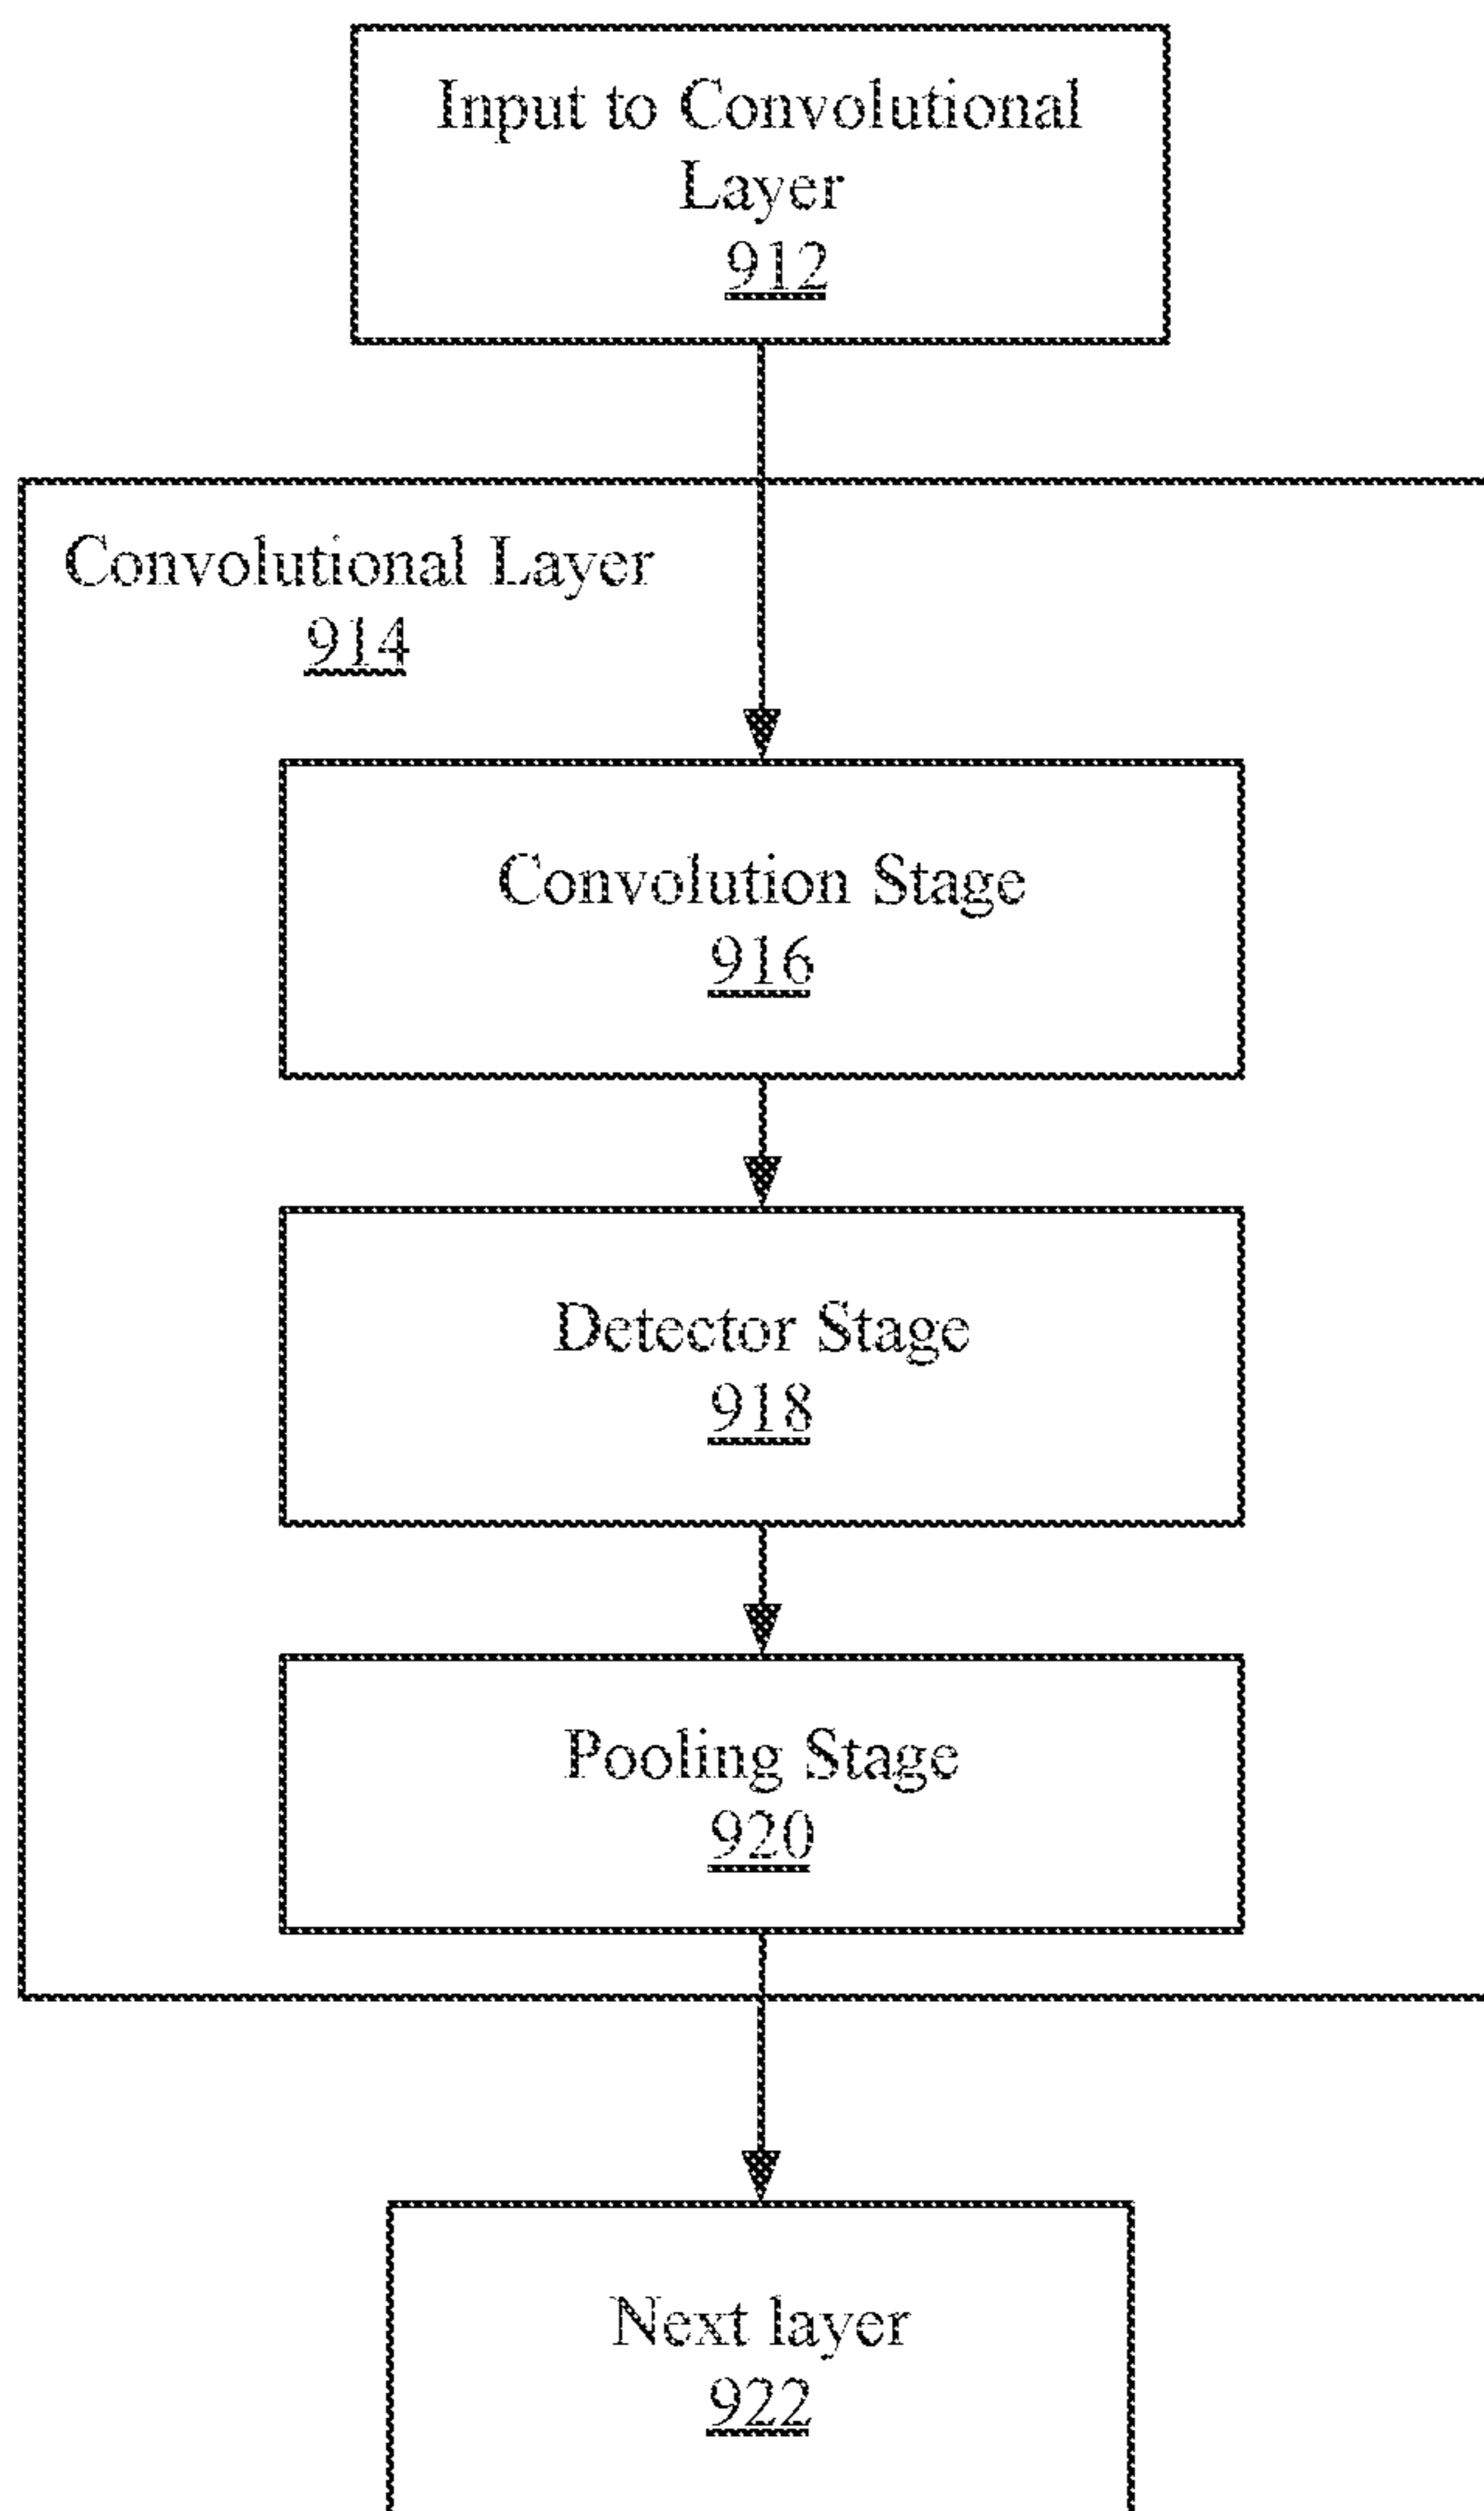 Input to Convolutional
Layer
912
Convolutional Layer
914
Convolution Stage
916
Detector Stage
918
Pooling Stage
920
Next layer
922